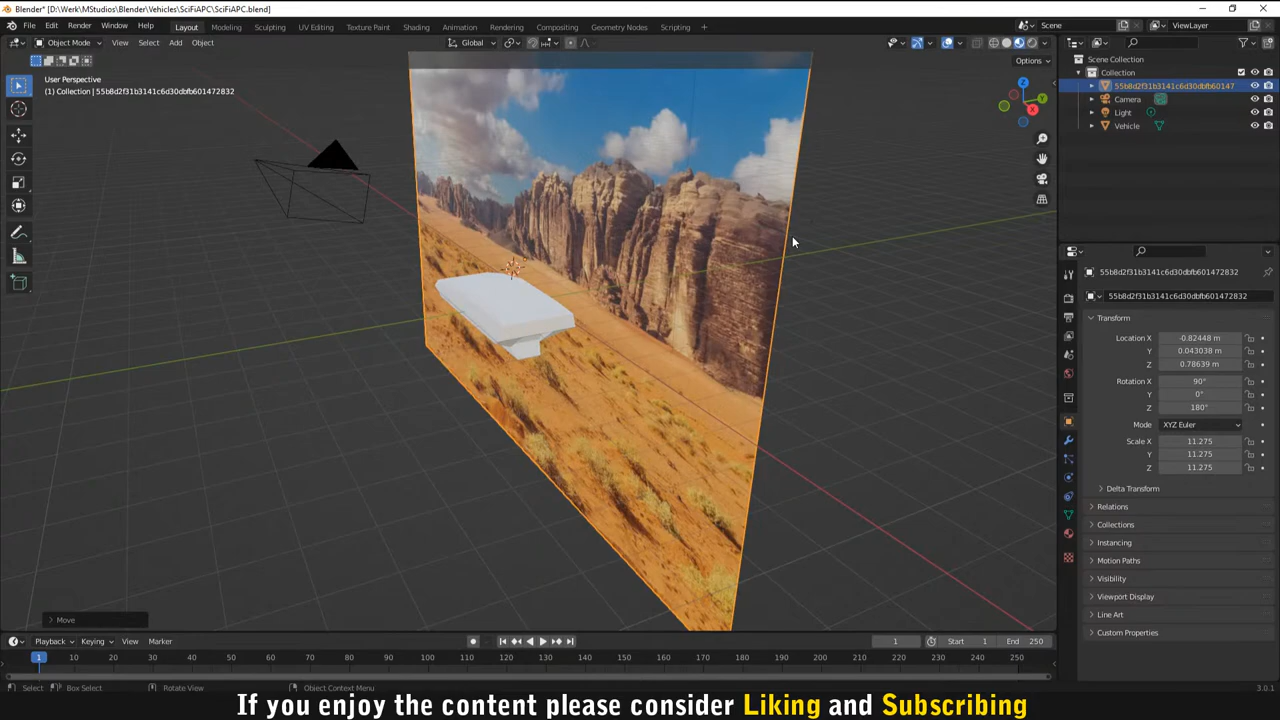 Blender* [D:\Werk\MStudios\Blender\Vehicles\SciFiAPC\SciFiAPC.blend]
File Edit Render Window Help Layout Modeling Sculpting UV Editing Texture Paint Shading Animation Rendering Compositing Geometry Nodes Scripting Scene ViewLayer
Object Mode View Select Add Object Global
Options
User Perspective
(1) Collection | 55b8d2f31b3141c6d30dbfb601472832
Scene Collection
Collection
55b8d2f31b3141c6d30dbfb60147
Camera
Light
Vehicle
X
Y
Z
55b8d2f31b3141c6d30dbfb601472832
55b8d2f31b3141c6d30dbfb601472832
Transform
Location X -0.82448 m
Y 0.043038 m
Z 0.78639 m
Rotation X 90°
Y 0°
Z 180°
Mode XYZ Euler
Scale X 11.275
Y 11.275
Z 11.275
Delta Transform
Relations
Collections
Instancing
Motion Paths
Visibility
Viewport Display
Line Art
Custom Properties
Move
Playback Keying View Marker 1 Start 1 End 250
1 10 20 30 40 50 60 70 80 90 100 110 120 130 140 150 160 170 180 190 200 210 220 230 240 250
Select Box Select Rotate View Object Context Menu 3.0.1
If you enjoy the content please consider Liking and Subscribing